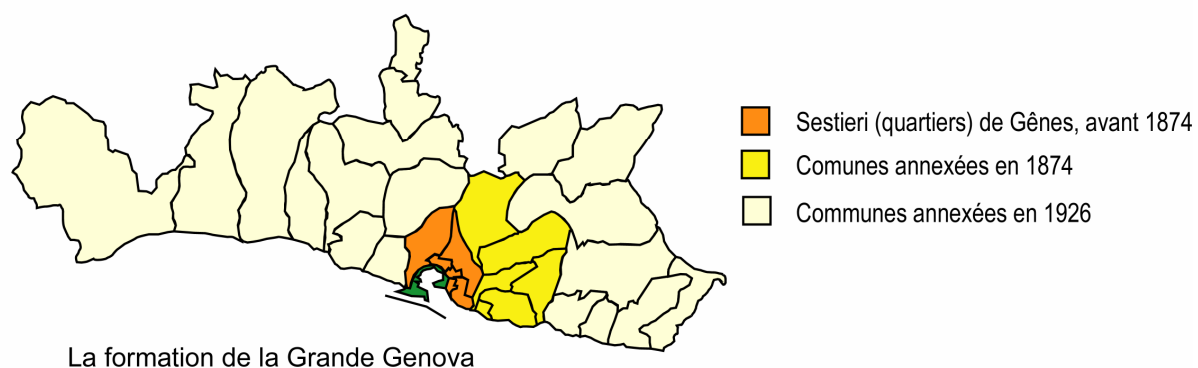 Sestieri (quartiers) de Gênes, avant 1874
Comunes annexées en 1874
Communes annexées en 1926
La formation de la Grande Genova